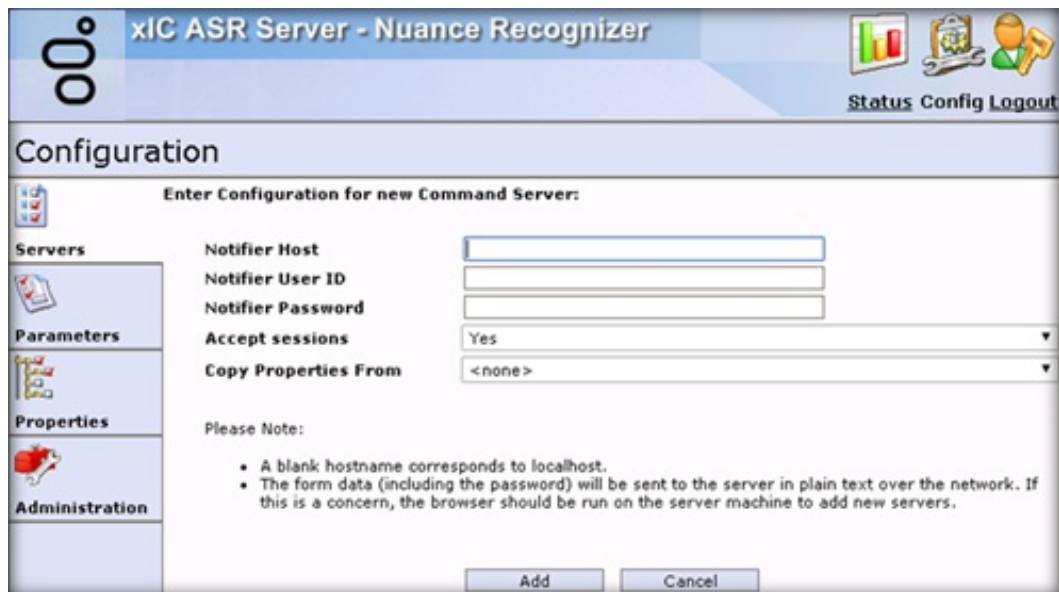 xIC ASR Server - Nuance Recognizer
Status Config Logout
Configuration
Enter Configuration for new Command Server:
Servers
Notifier Host
Notifier User ID
Notifier Password
Parameters
Accept sessions
Yes
Copy Properties From
<none>
Properties
Please Note:
• A blank hostname corresponds to localhost.
• The form data (including the password) will be sent to the server in plain text over the network. If
this is a concern, the browser should be run on the server machine to add new servers.
Administration
Add
Cancel